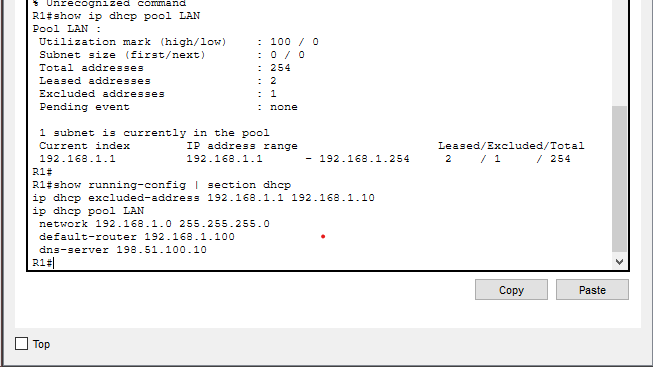 % Unrecognized command
R1#show ip dhcp pool LAN
Pool LAN :
Utilization mark (high/low) : 100 / 0
Subnet size (first/next) : 0 / 0
Total addresses : 254
Leased addresses : 2
Excluded addresses : 1
Pending event : none
1 subnet is currently in the pool
Current index IP address range Leased/Excluded/Total
192.168.1.1 192.168.1.1 - 192.168.1.254 2 / 1 / 254
R1#
R1#show running-config | section dhcp
ip dhcp excluded-address 192.168.1.1 192.168.1.10
ip dhcp pool LAN
network 192.168.1.0 255.255.255.0
default-router 192.168.1.100
dns-server 198.51.100.10
R1#
Copy Paste
Top